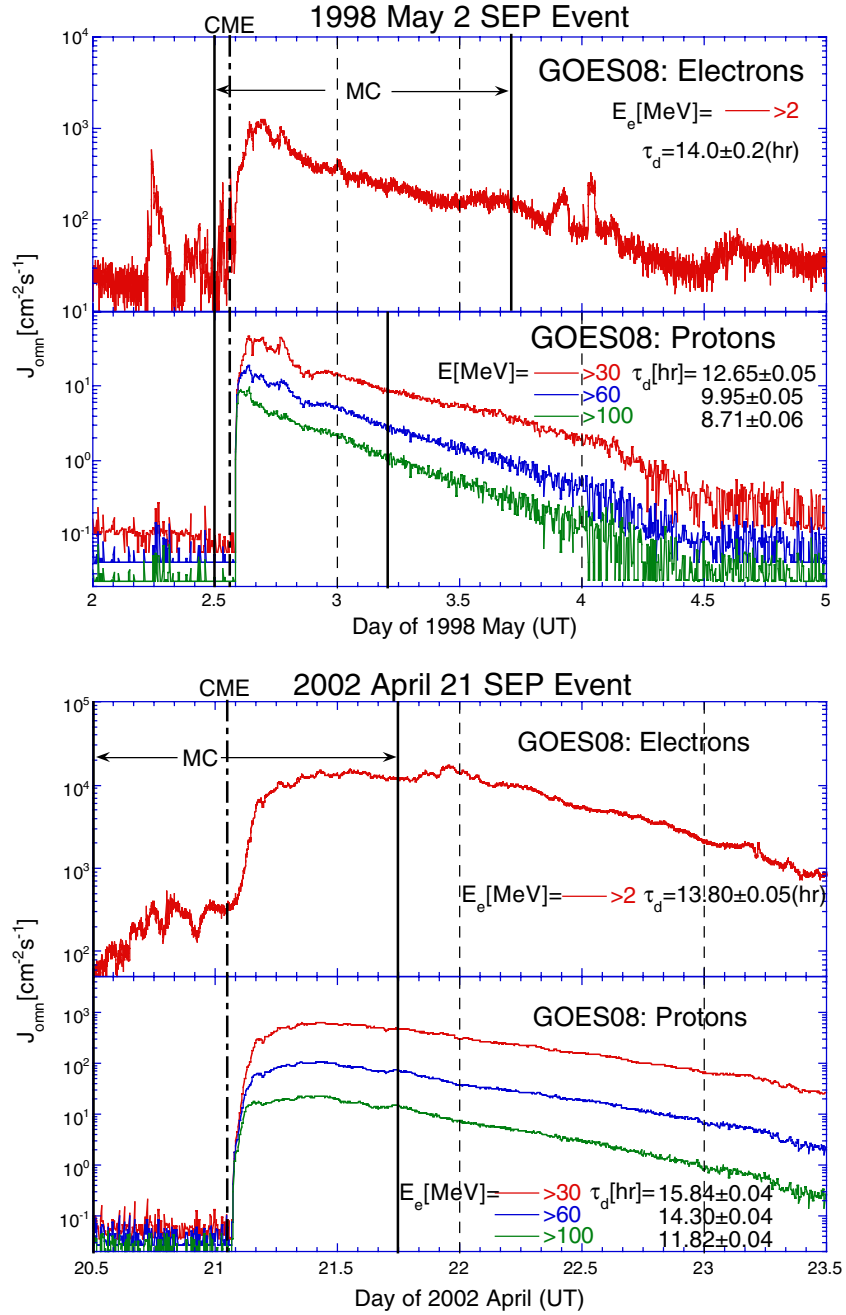 1998 May 2 SEP Event
CME
10^4
GOES08: Electrons
MC
E_e[MeV]= >2
10^3
τ_d=14.0±0.2(hr)
10^2
10^1
J_omn[cm^-2s^-1]
GOES08: Protons
E[MeV]= >30 τ_d[hr]= 12.65±0.05
10^1
>60 9.95±0.05
>100 8.71±0.06
10^0
10^-1
2 2.5 3 3.5 4 4.5 5
Day of 1998 May (UT)
CME 2002 April 21 SEP Event
10^5
MC
GOES08: Electrons
10^4
10^3
E_e[MeV]= >2 τ_d=13.80±0.05(hr)
10^2
J_omn[cm^-2s^-1]
10^3
GOES08: Protons
10^2
10^1
10^0
E_e[MeV]= >30 τ_d[hr]= 15.84±0.04
>60 14.30±0.04
10^-1
>100 11.82±0.04
20.5 21 21.5 22 22.5 23 23.5
Day of 2002 April (UT)